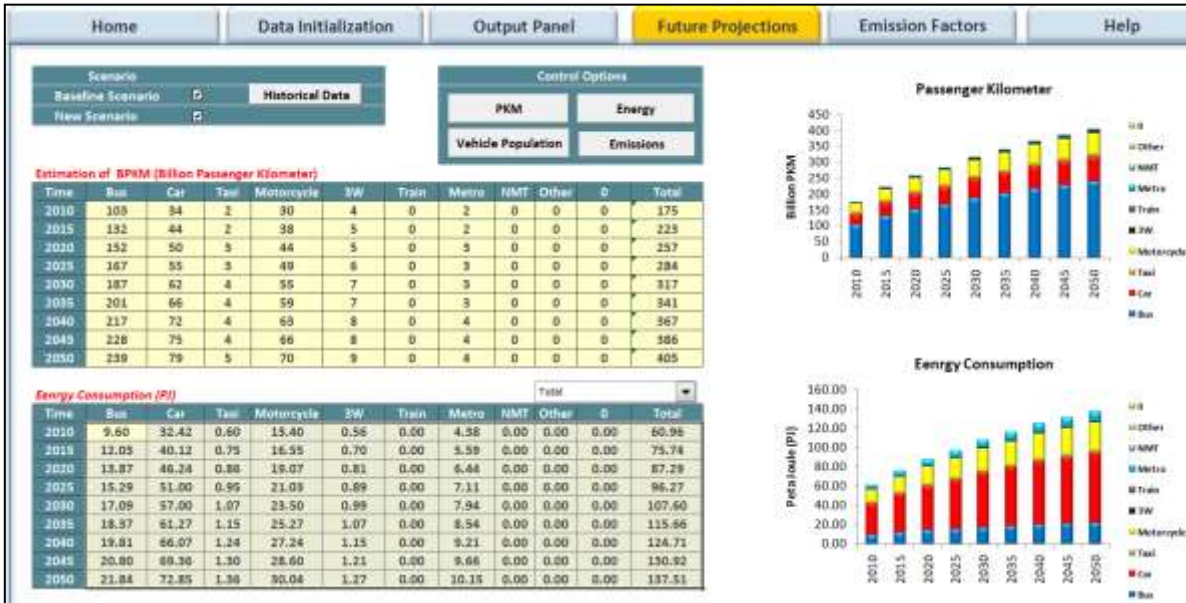 Home Data Initialization Output Panel Future Projections Emission Factors Help
Scenario
Baseline Scenario
New Scenario
Historical Data
Control Options
PKM Energy
Vehicle Population Emissions
Estimation of BPKM (Billion Passenger Kilometer)
Time Bus Car Taxi Motorcycle 3W Train Metro NMT Other 0 Total
2010 103 34 2 30 4 0 2 0 0 0 175
2015 132 44 2 38 5 0 2 0 0 0 223
2020 152 50 3 44 5 0 3 0 0 0 257
2025 167 55 3 49 6 0 3 0 0 0 284
2030 187 62 4 55 7 0 3 0 0 0 317
2035 201 66 4 59 7 0 3 0 0 0 341
2040 217 72 4 63 8 0 4 0 0 0 367
2045 228 75 4 66 8 0 4 0 0 0 386
2050 239 79 5 70 9 0 4 0 0 0 405
Eenrgy Consumption (PJ)
Total
Time Bus Car Taxi Motorcycle 3W Train Metro NMT Other 0 Total
2010 9.60 32.42 0.60 13.40 0.56 0.00 4.38 0.00 0.00 0.00 60.96
2015 12.03 40.12 0.75 16.55 0.70 0.00 5.59 0.00 0.00 0.00 75.74
2020 13.87 46.24 0.86 19.07 0.81 0.00 6.44 0.00 0.00 0.00 87.29
2025 15.29 51.00 0.95 21.03 0.89 0.00 7.11 0.00 0.00 0.00 96.27
2030 17.09 57.00 1.07 23.50 0.99 0.00 7.94 0.00 0.00 0.00 107.60
2035 18.37 61.27 1.15 25.27 1.07 0.00 8.54 0.00 0.00 0.00 115.66
2040 19.81 66.07 1.24 27.24 1.15 0.00 9.21 0.00 0.00 0.00 124.71
2045 20.80 69.36 1.30 28.60 1.21 0.00 9.66 0.00 0.00 0.00 130.92
2050 21.84 72.85 1.36 30.04 1.27 0.00 10.15 0.00 0.00 0.00 137.51
Passenger Kilometer
Billion PKM
450
400
350
300
250
200
150
100
50
0
2010 2015 2020 2025 2030 2035 2040 2045 2050
0
Other
NMT
Metro
Train
3W
Motorcycle
Taxi
Car
Bus
Eenrgy Consumption
Peta Joule (PJ)
160.00
140.00
120.00
100.00
80.00
60.00
40.00
20.00
0.00
2010 2015 2020 2025 2030 2035 2040 2045 2050
0
Other
NMT
Metro
Train
3W
Motorcycle
Taxi
Car
Bus